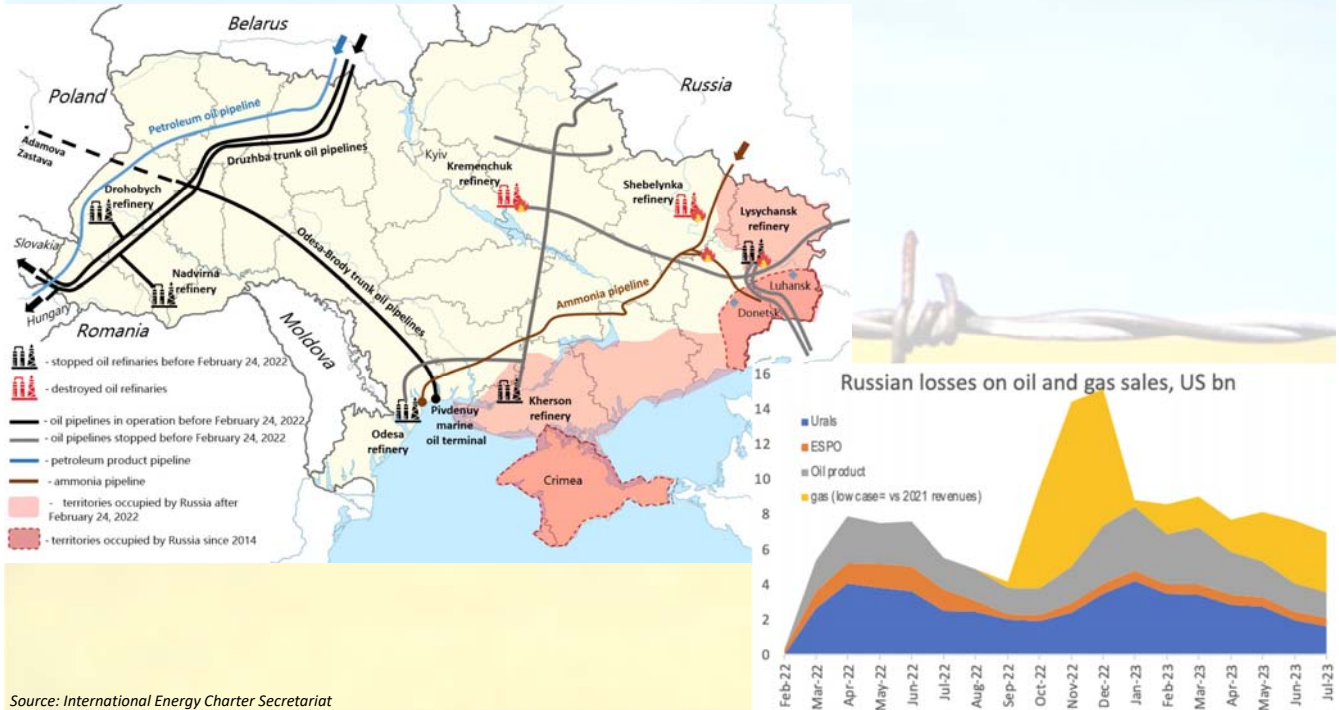 Belarus
Poland
Russia
Petroleum oil pipeline
Adamova
Zastava
Druzhba trunk oil pipelines
Kyiv
Kremenchuk
refinery
Shebelynka
refinery
Drohobych
refinery
Lysychansk
refinery
Slovakia
Odesa-Brody trunk oil pipelines
Nadvirna
refinery
Ammonia pipeline
Luhansk
Donetsk
Hungary
Romania
Moldova
- stopped oil refinaries before February 24, 2022
- destroyed oil refinaries
- oil pipelines in operation before February 24, 2022
- oil pipelines stopped before February 24, 2022
- petroleum product pipeline
- ammonia pipeline
- territories occupied by Russia after
February 24, 2022
- territories occupied by Russia since 2014
Odesa
refinery
Pivdenuy
marine
oil terminal
Kherson
refinery
Crimea
Russian losses on oil and gas sales, US bn
Urals
ESPO
Oil product
gas (low case= vs 2021 revenues)
16
14
12
10
8
6
4
2
0
Feb-22
Mar-22
Apr-22
May-22
Jun-22
Jul-22
Aug-22
Sep-22
Oct-22
Nov-22
Dec-22
Jan-23
Feb-23
Mar-23
Apr-23
May-23
Jun-23
Jul-23
Source: International Energy Charter Secretariat